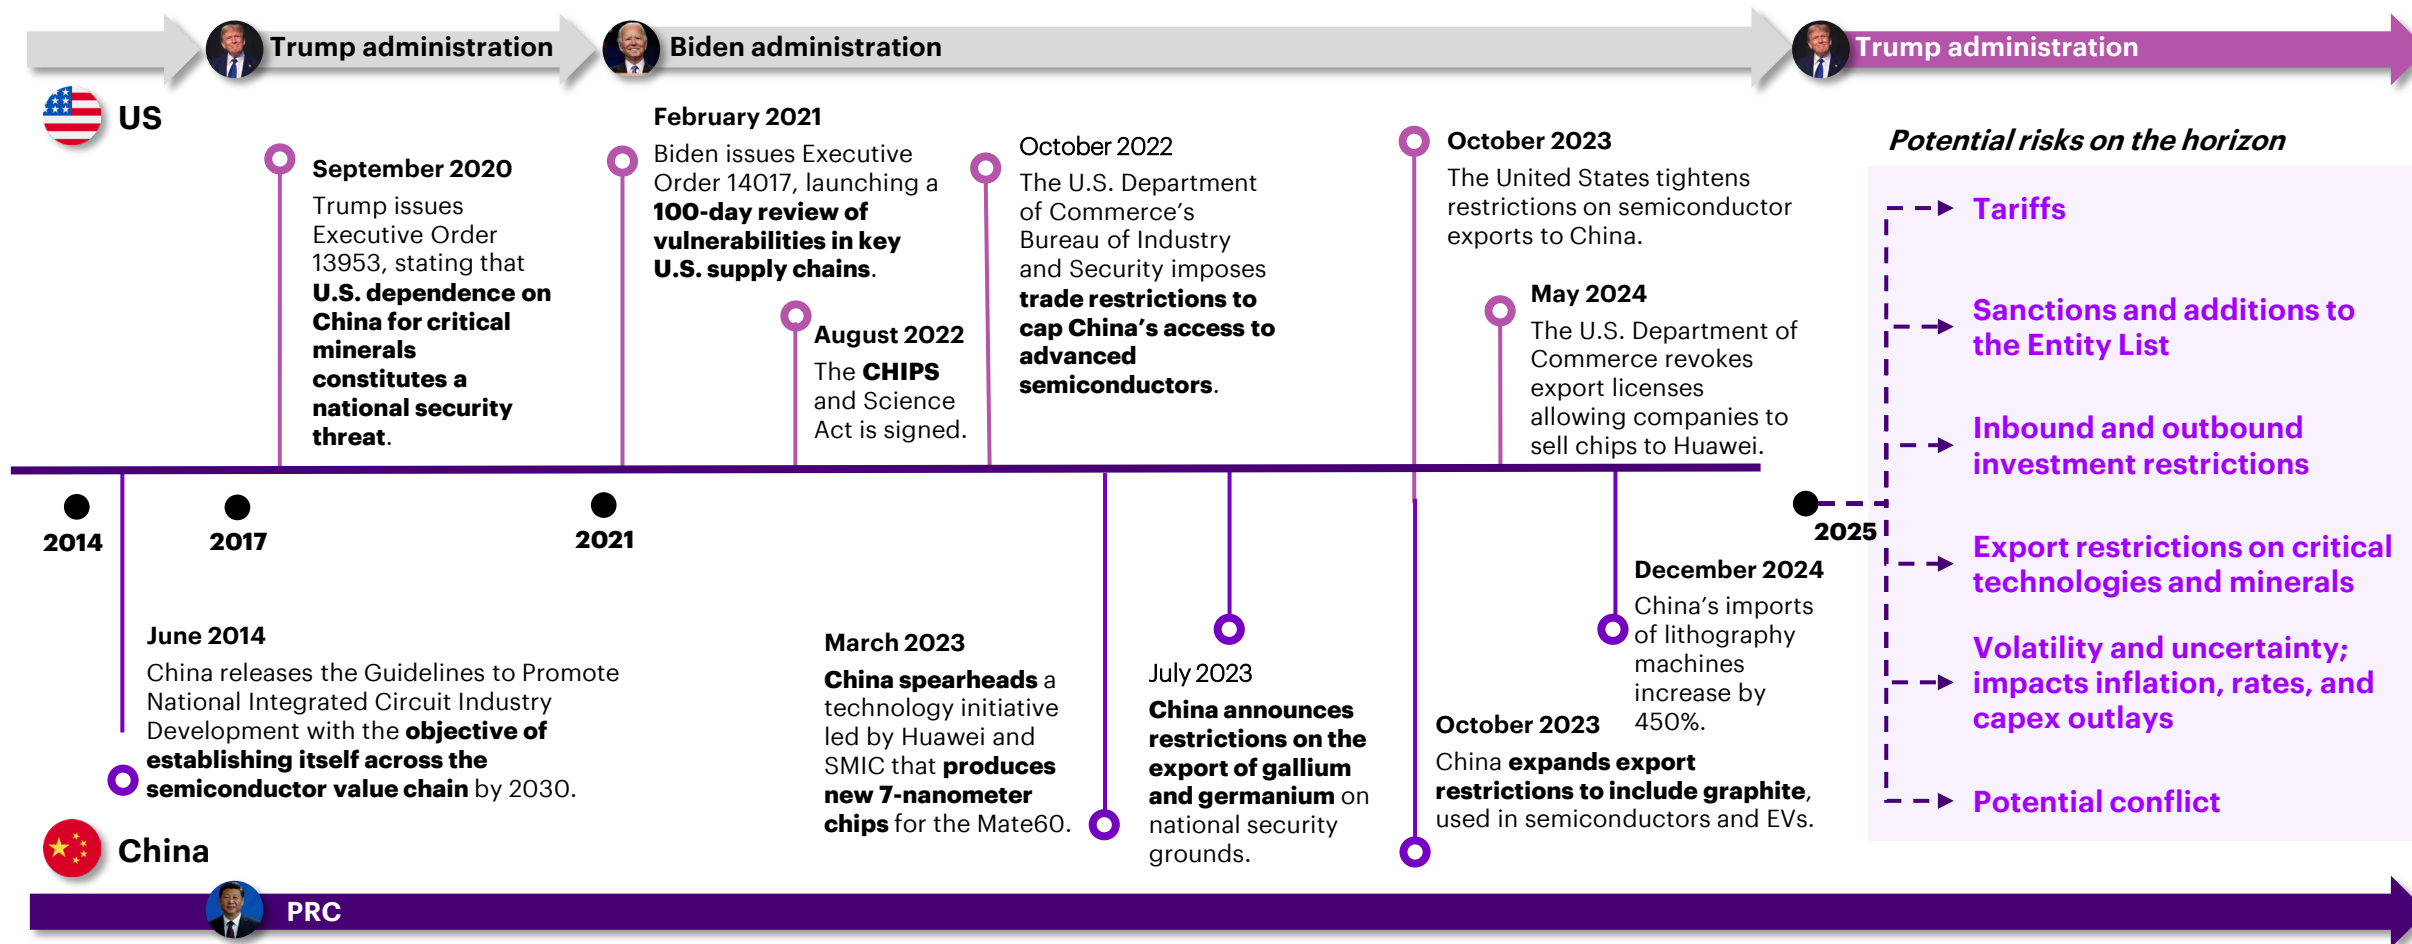 Trump administration
Biden administration
Trump administration
US
September 2020
Trump issues
Executive Order
13953, stating that
U.S. dependence on
China for critical
minerals
constitutes a
national security
threat.
February 2021
Biden issues Executive
Order 14017, launching a
100-day review of
vulnerabilities in key
U.S. supply chains.
August 2022
The CHIPS
and Science
Act is signed.
October 2022
The U.S. Department
of Commerce’s
Bureau of Industry
and Security imposes
trade restrictions to
cap China’s access to
advanced
semiconductors.
October 2023
The United States tightens
restrictions on semiconductor
exports to China.
May 2024
The U.S. Department of
Commerce revokes
export licenses
allowing companies to
sell chips to Huawei.
2014
2017
2021
2025
June 2014
China releases the Guidelines to Promote
National Integrated Circuit Industry
Development with the objective of
establishing itself across the
semiconductor value chain by 2030.
March 2023
China spearheads a
technology initiative
led by Huawei and
SMIC that produces
new 7-nanometer
chips for the Mate60.
July 2023
China announces
restrictions on the
export of gallium
and germanium on
national security
grounds.
October 2023
China expands export
restrictions to include graphite,
used in semiconductors and EVs.
December 2024
China’s imports
of lithography
machines
increase by
450%.
Potential risks on the horizon
Tariffs
Sanctions and additions to
the Entity List
Inbound and outbound
investment restrictions
Export restrictions on critical
technologies and minerals
Volatility and uncertainty;
impacts inflation, rates, and
capex outlays
Potential conflict
China
PRC